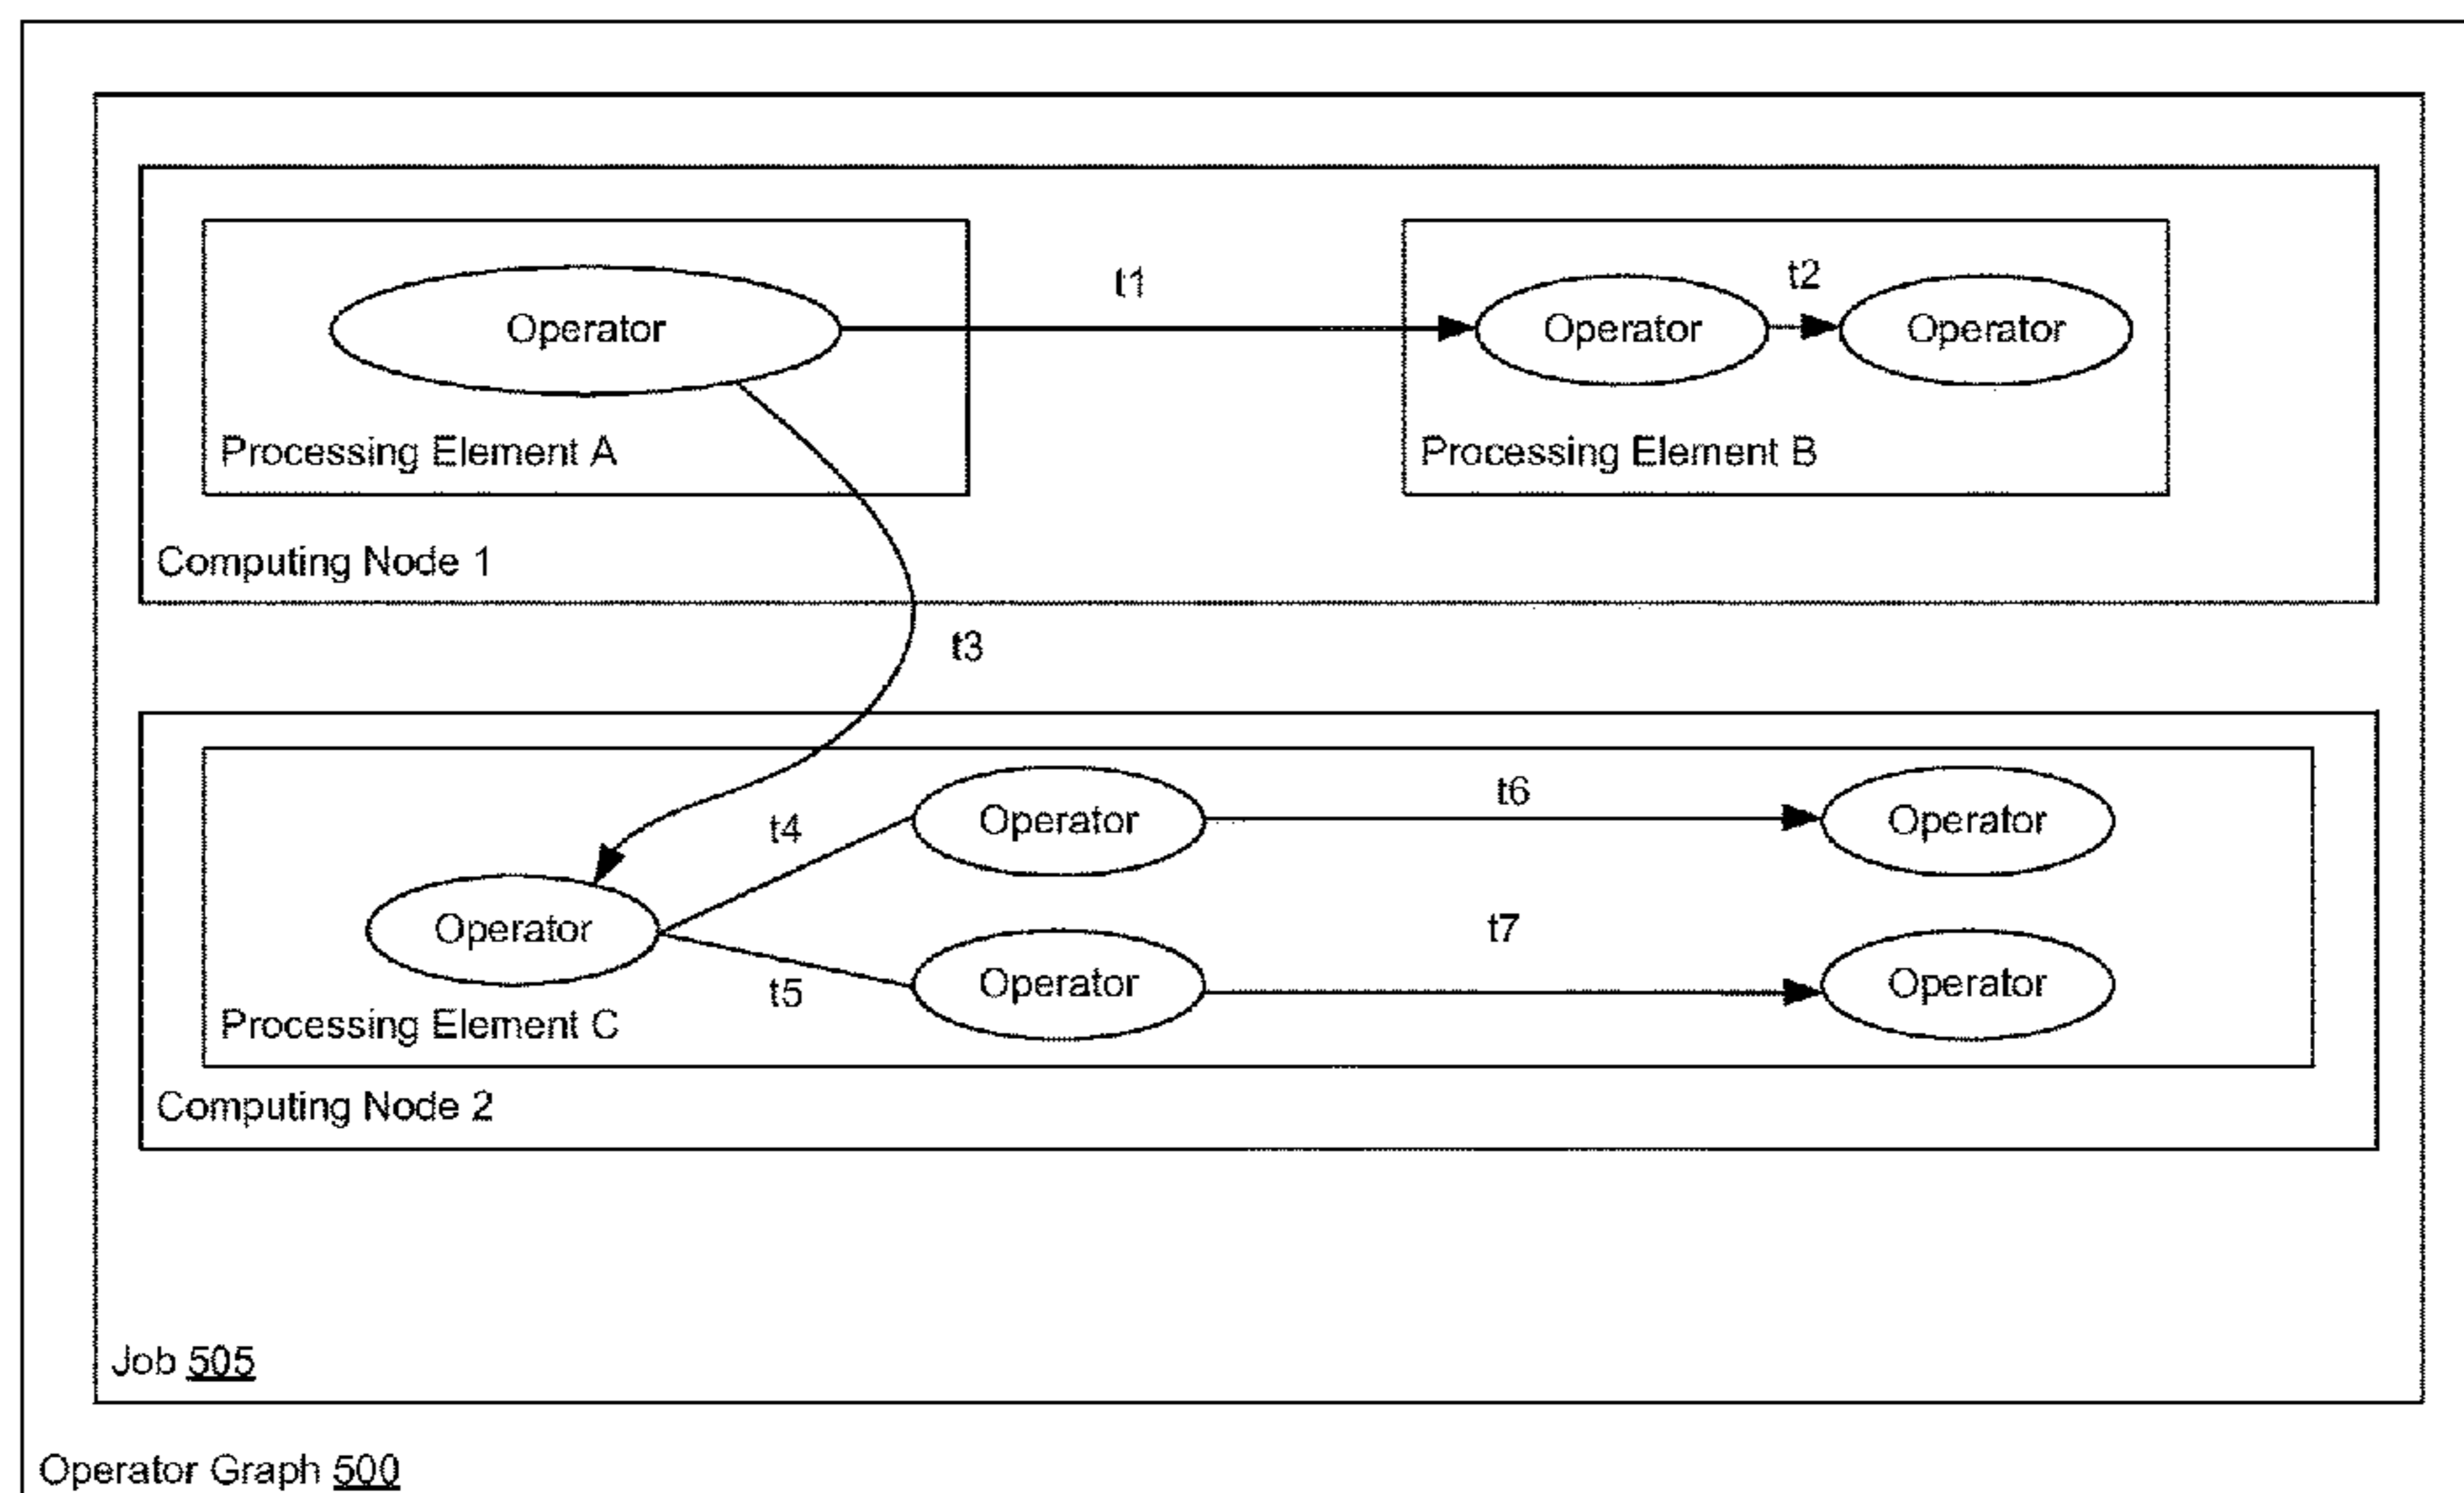 t1
t2
Operator
Operator
Operator
Processing Element A
Processing Element B
Computing Node 1
t3
t6
Operator
Operator
t4
t7
Operator
Operator
Operator
t5
Processing Element C
Computing Node 2
Job 505
Operator Graph 500